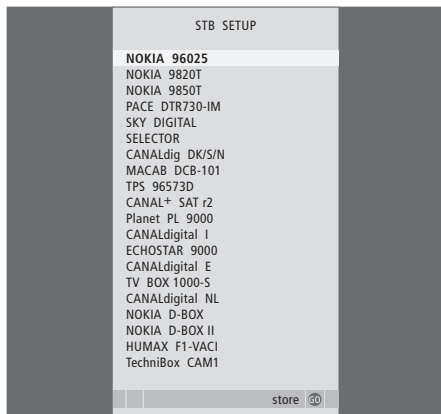 STB SETUP
NOKIA 96025
NOKIA 9820T
NOKIA 9850T
PACE DTR730-IM
SKY DIGITAL
SELECTOR
CANALdig DK/S/N
MACAB DCB-101
TPS 96573D
CANAL+ SAT r2
Planet PL 9000
CANALdigital I
ECHOSTAR 9000
CANALdigital E
TV BOX 1000-S
CANALdigital NL
NOKIA D-BOX
NOKIA D-BOX II
HUMAX F1-VACI
TechniBox CAM1
store GO